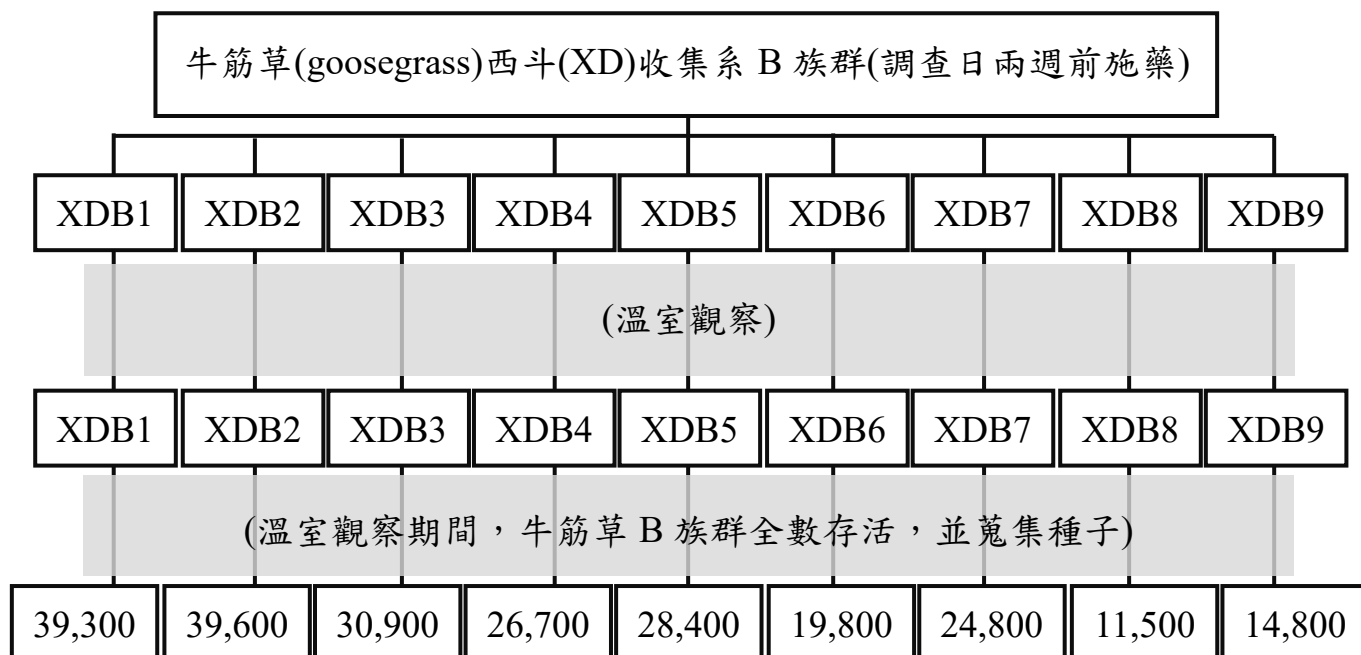 牛筋草(goosegrass)西斗(XD)收集系 B 族群(調查日兩週前施藥)
XDB1 XDB2 XDB3 XDB4 XDB5 XDB6 XDB7 XDB8 XDB9
(溫室觀察)
XDB1 XDB2 XDB3 XDB4 XDB5 XDB6 XDB7 XDB8 XDB9
(溫室觀察期間，牛筋草 B 族群全數存活，並蒐集種子)
39,300 39,600 30,900 26,700 28,400 19,800 24,800 11,500 14,800